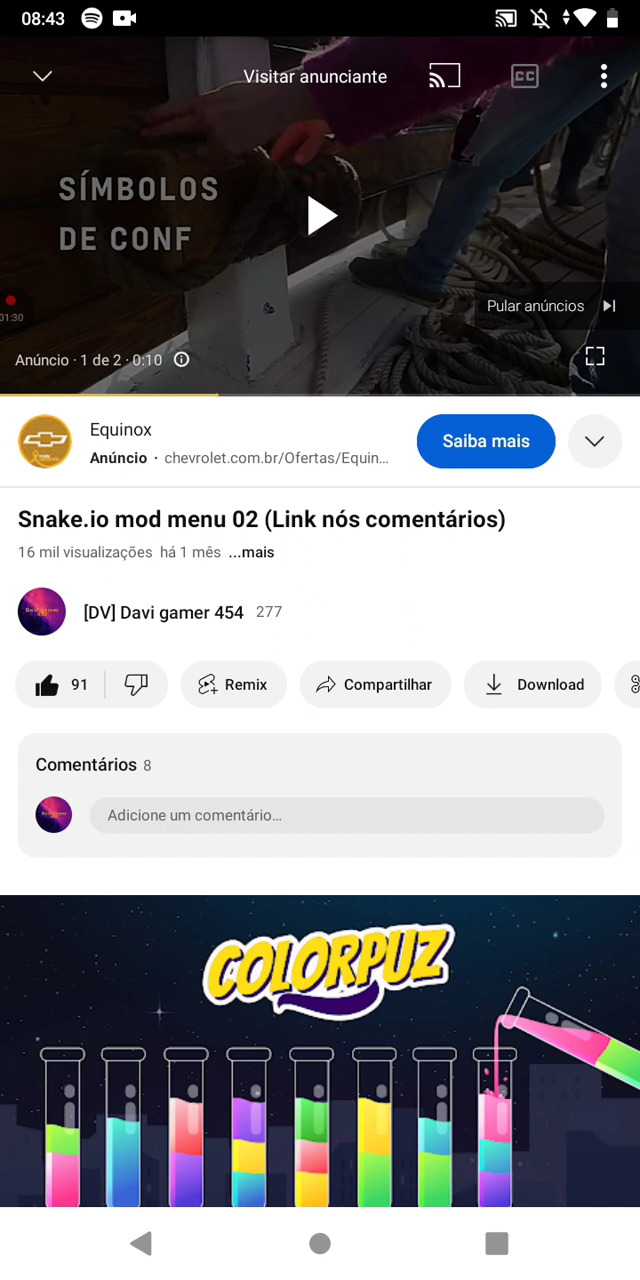 08:43
Visitar anunciante
CC
SÍMBOLOS
DE CONF
01:30
Pular anúncios
Anúncio · 1 de 2 · 0:10
Equinox
Saiba mais
Anúncio · chevrolet.com.br/Ofertas/Equin...
Snake.io mod menu 02 (Link nós comentários)
16 mil visualizações há 1 mês ...mais
[DV] Davi gamer 454 277
91
Remix
Compartilhar
Download
Comentários 8
Adicione um comentário...
COLORPUZ